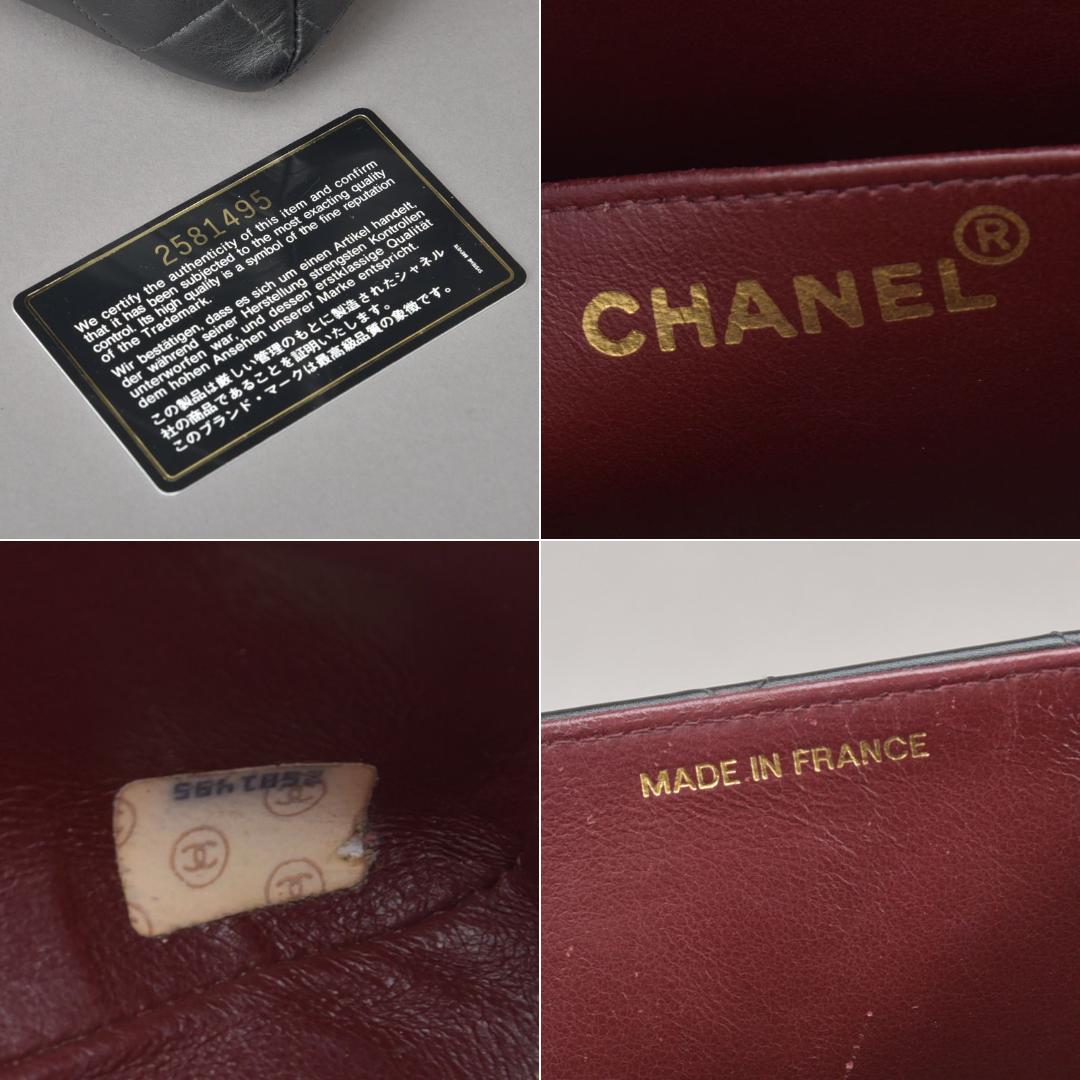 2581495
We certify the authenticity of this item and confirm
that it has been subjected to the most exacting quality
control. Its high quality is a symbol of the fine reputation
of the Trademark.
Wir bestätigen, dass es sich um einen Artikel handelt,
der während seiner Herstellung strengsten Kontrollen
unterworfen war, und dessen erstklassige Qualität
dem hohen Ansehen unserer Marke entspricht.
この製品は厳しい管理のもとに製造されたシャネル
社の商品であることを証明いたします。
このブランド・マークは最高級品質の象徴です。
CHANEL®
2581495
MADE IN FRANCE